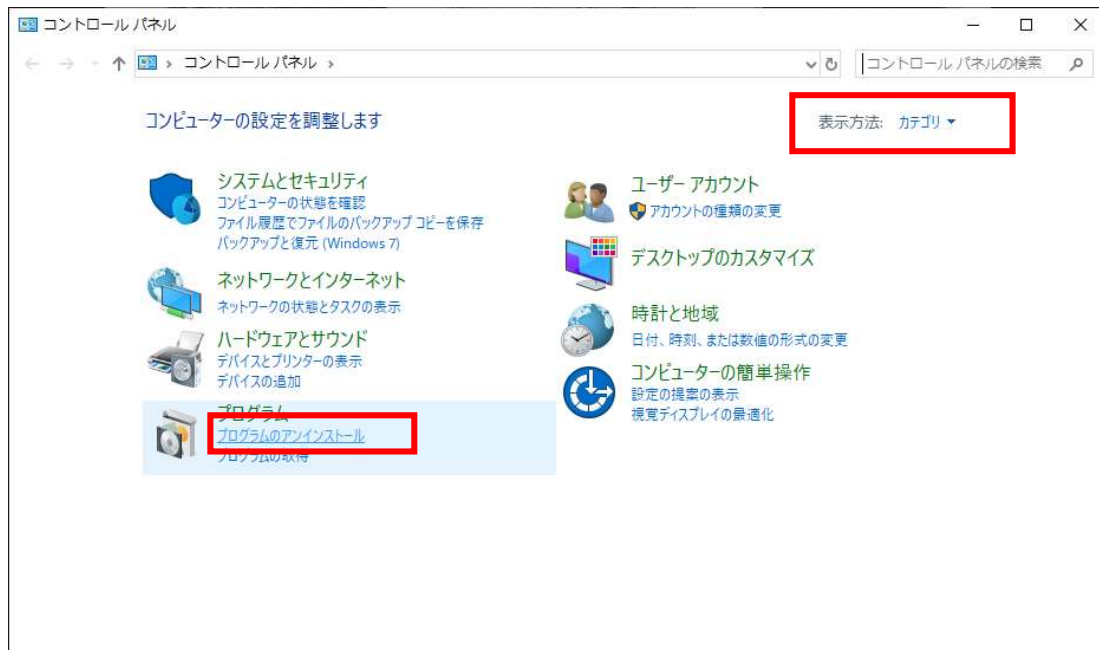 コントロール パネル
コントロール パネル
コントロール パネルの検索
コンピューターの設定を調整します
表示方法: カテゴリ
システムとセキュリティ
コンピューターの状態を確認
ファイル履歴でファイルのバックアップ コピーを保存
バックアップと復元 (Windows 7)
ネットワークとインターネット
ネットワークの状態とタスクの表示
ハードウェアとサウンド
デバイスとプリンターの表示
デバイスの追加
プログラム
プログラムのアンインストール
プログラムの取得
ユーザー アカウント
アカウントの種類の変更
デスクトップのカスタマイズ
時計と地域
日付、時刻、または数値の形式の変更
コンピューターの簡単操作
設定の提案の表示
視覚ディスプレイの最適化